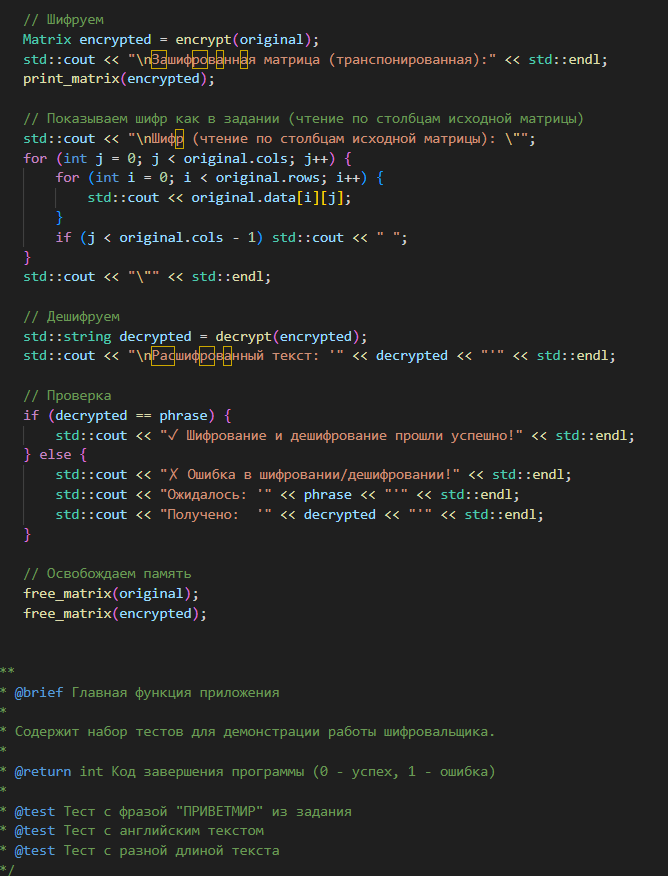 // Шифруем
Matrix encrypted = encrypt(original);
std::cout << "\nЗашифрованная матрица (транспонированная):" << std::endl;
print_matrix(encrypted);
// Показываем шифр как в задании (чтение по столбцам исходной матрицы)
std::cout << "\nШифр (чтение по столбцам исходной матрицы): \"";
for (int j = 0; j < original.cols; j++) {
for (int i = 0; i < original.rows; i++) {
std::cout << original.data[i][j];
}
if (j < original.cols - 1) std::cout << " ";
}
std::cout << "\"" << std::endl;
// Дешифруем
std::string decrypted = decrypt(encrypted);
std::cout << "\nРасшифрованный текст: '" << decrypted << "'" << std::endl;
// Проверка
if (decrypted == phrase) {
std::cout << "✓ Шифрование и дешифрование прошли успешно!" << std::endl;
} else {
std::cout << "✗ Ошибка в шифровании/дешифровании!" << std::endl;
std::cout << "Ожидалось: '" << phrase << "'" << std::endl;
std::cout << "Получено:  '" << decrypted << "'" << std::endl;
}
// Освобождаем память
free_matrix(original);
free_matrix(encrypted);
**
* @brief Главная функция приложения
*
* Содержит набор тестов для демонстрации работы шифровальщика.
*
* @return int Код завершения программы (0 - успех, 1 - ошибка)
*
* @test Тест с фразой "ПРИВЕТМИР" из задания
* @test Тест с английским текстом
* @test Тест с разной длиной текста
*/